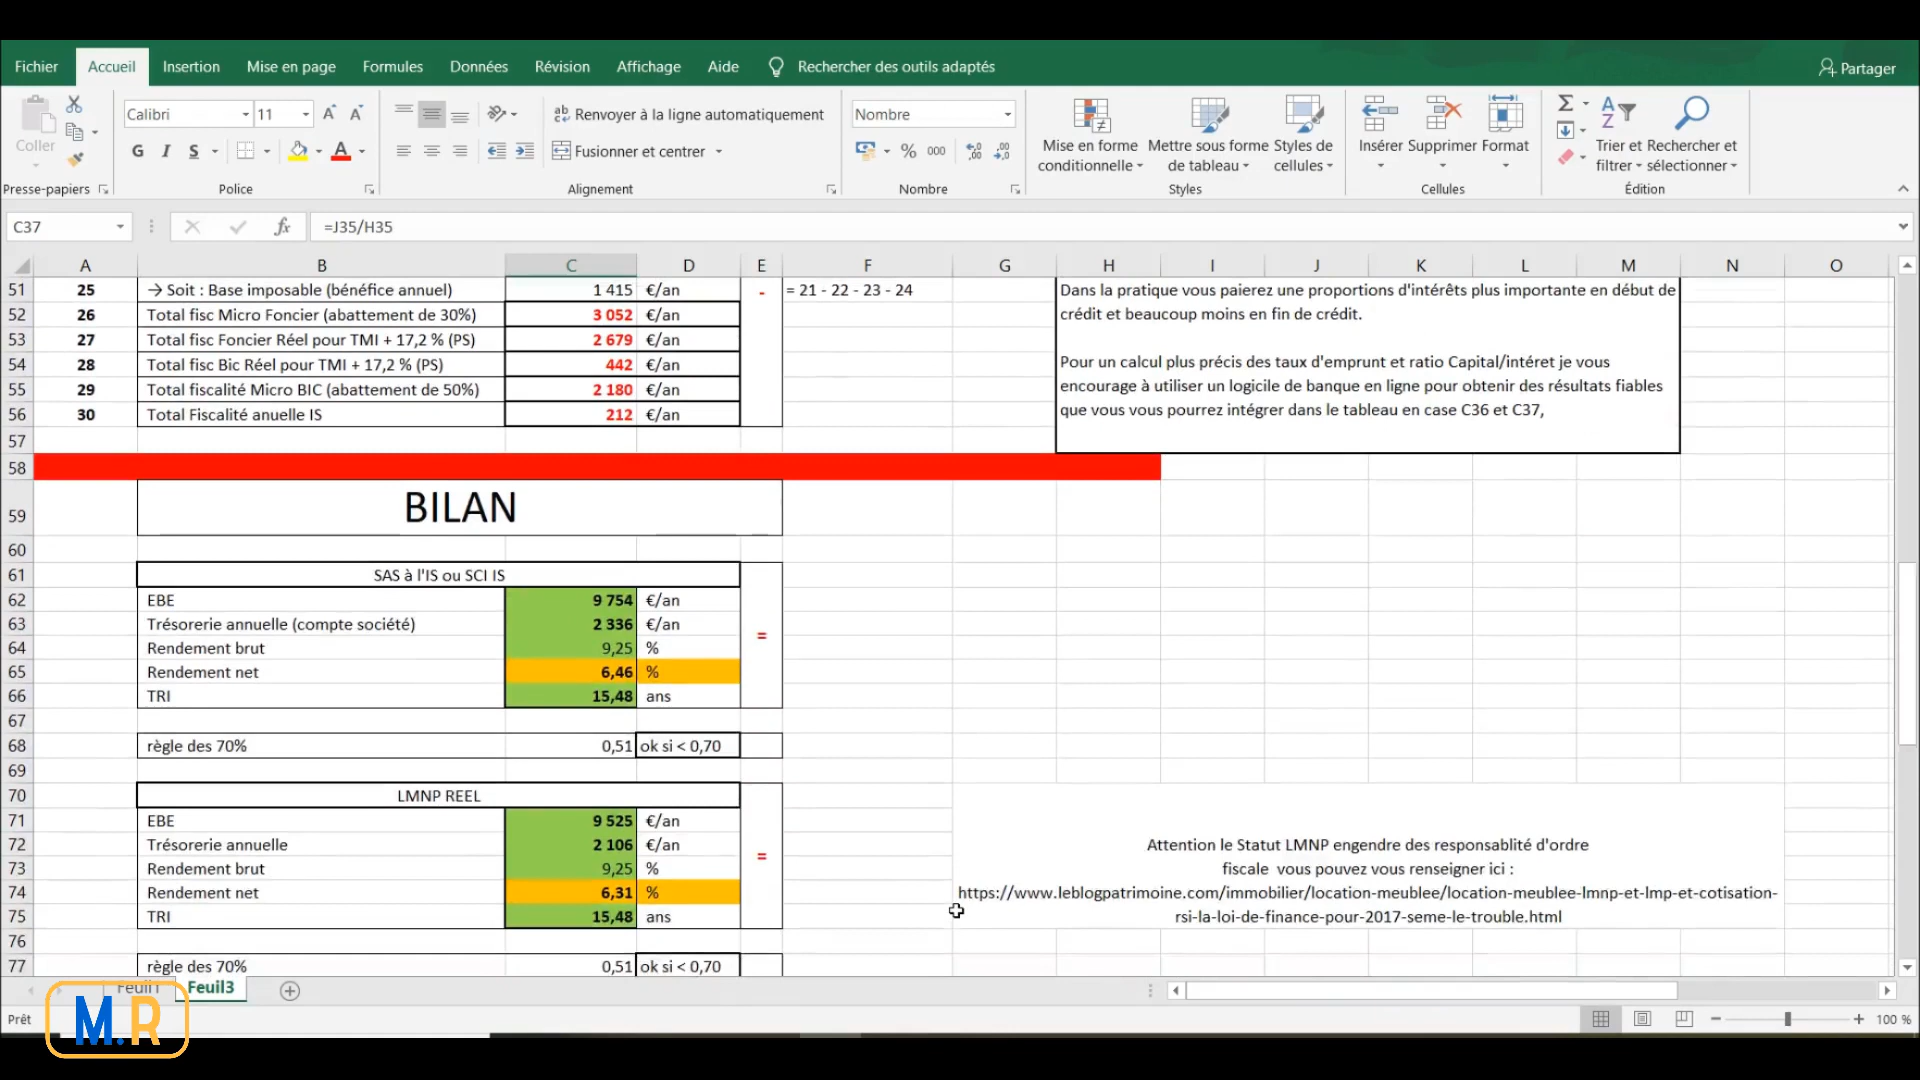 Fichier Accueil Insertion Mise en page Formules Données Révision Affichage Aide Rechercher des outils adaptés Partager
Coller
Presse-papiers
Calibri 11
G I S
Police
Renvoyer à la ligne automatiquement
Fusionner et centrer
Alignement
Nombre
% 000
Nombre
Mise en forme conditionnelle
Mettre sous forme de tableau
Styles de cellules
Styles
Insérer Supprimer Format
Cellules
Trier et filtrer
Rechercher et sélectionner
Édition
C37 fx =J35/H35
A B C D E F G H I J K L M N O
51 25 → Soit : Base imposable (bénéfice annuel) 1 415 €/an - = 21 - 22 - 23 - 24
52 26 Total fisc Micro Foncier (abattement de 30%) 3 052 €/an
53 27 Total fisc Foncier Réel pour TMI + 17,2 % (PS) 2 679 €/an
54 28 Total fisc Bic Réel pour TMI + 17,2 % (PS) 442 €/an
55 29 Total fiscalité Micro BIC (abattement de 50%) 2 180 €/an
56 30 Total Fiscalité anuelle IS 212 €/an
Dans la pratique vous paierez une proportions d'intérêts plus importante en début de
crédit et beaucoup moins en fin de crédit.
Pour un calcul plus précis des taux d'emprunt et ratio Capital/intéret je vous
encourage à utiliser un logicile de banque en ligne pour obtenir des résultats fiables
que vous vous pourrez intégrer dans le tableau en case C36 et C37,
57
58
59 BILAN
60
61 SAS à l'IS ou SCI IS
62 EBE 9 754 €/an
63 Trésorerie annuelle (compte société) 2 336 €/an =
64 Rendement brut 9,25 %
65 Rendement net 6,46 %
66 TRI 15,48 ans
67
68 règle des 70% 0,51 ok si < 0,70
69
70 LMNP REEL
71 EBE 9 525 €/an
72 Trésorerie annuelle 2 106 €/an =
73 Rendement brut 9,25 %
74 Rendement net 6,31 %
75 TRI 15,48 ans
76
77 règle des 70% 0,51 ok si < 0,70
Attention le Statut LMNP engendre des responsablité d'ordre
fiscale vous pouvez vous renseigner ici :
https://www.leblogpatrimoine.com/immobilier/location-meublee/location-meublee-lmnp-et-lmp-et-cotisation-
rsi-la-loi-de-finance-pour-2017-seme-le-trouble.html
Feuil1 Feuil3
Prêt 100 %
M.R